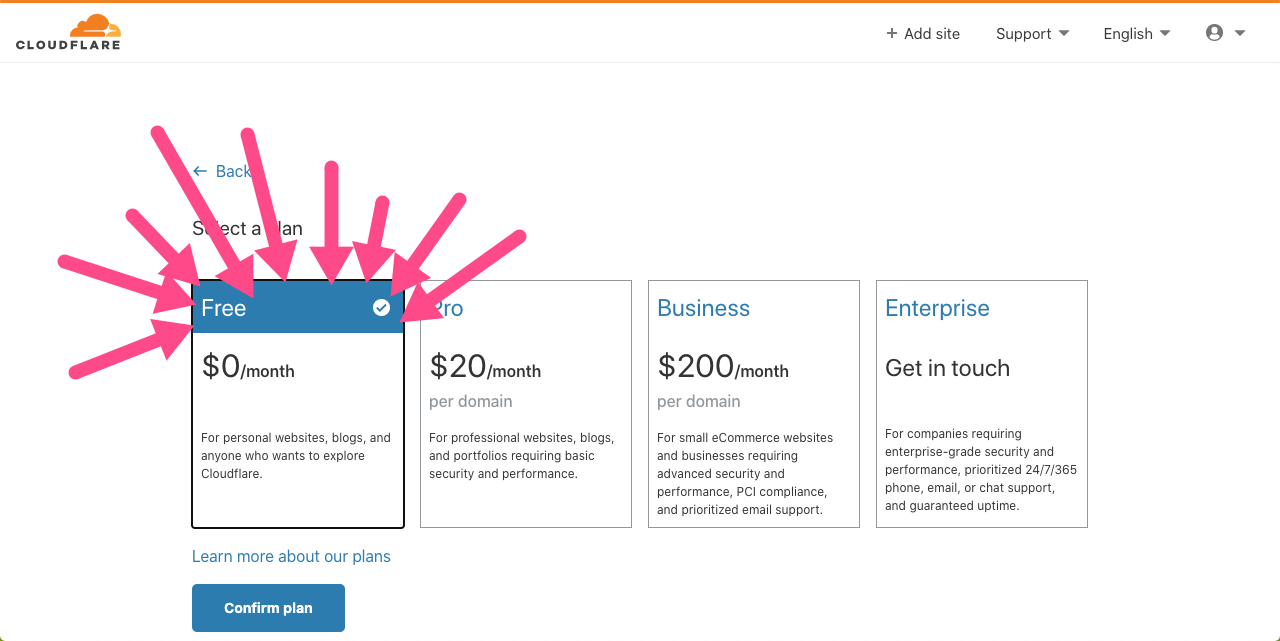 CLOUDFLARE
+ Add site
Support
English
← Back
Select a plan
Free
$0/month
For personal websites, blogs, and
anyone who wants to explore
Cloudflare.
Pro
$20/month
per domain
For professional websites, blogs,
and portfolios requiring basic
security and performance.
Business
$200/month
per domain
For small eCommerce websites
and businesses requiring
advanced security and
performance, PCI compliance,
and prioritized email support.
Enterprise
Get in touch
For companies requiring
enterprise-grade security and
performance, prioritized 24/7/365
phone, email, or chat support,
and guaranteed uptime.
Learn more about our plans
Confirm plan